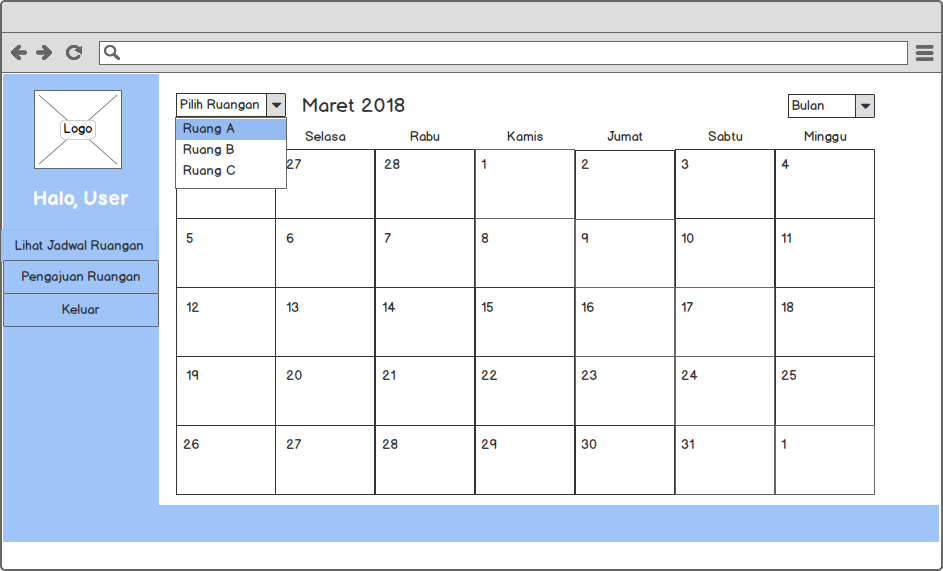 Logo
Halo, User
Lihat Jadwal Ruangan
Pengajuan Ruangan
Keluar
Pilih Ruangan
Ruang A
Ruang B
Ruang C
Maret 2018
Bulan
Selasa Rabu Kamis Jumat Sabtu Minggu
27 28 1 2 3 4
5 6 7 8 9 10 11
12 13 14 15 16 17 18
19 20 21 22 23 24 25
26 27 28 29 30 31 1